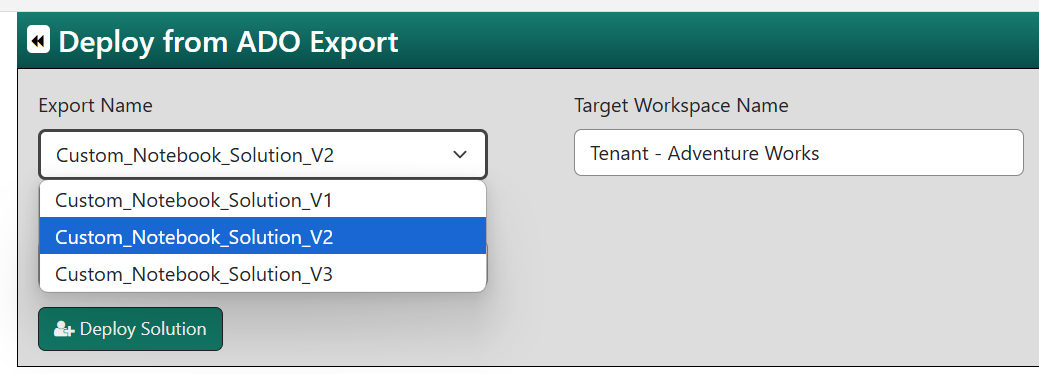 Deploy from ADO Export
Export Name
Target Workspace Name
Custom_Notebook_Solution_V2
Tenant - Adventure Works
Custom_Notebook_Solution_V1
Custom_Notebook_Solution_V2
Custom_Notebook_Solution_V3
Deploy Solution